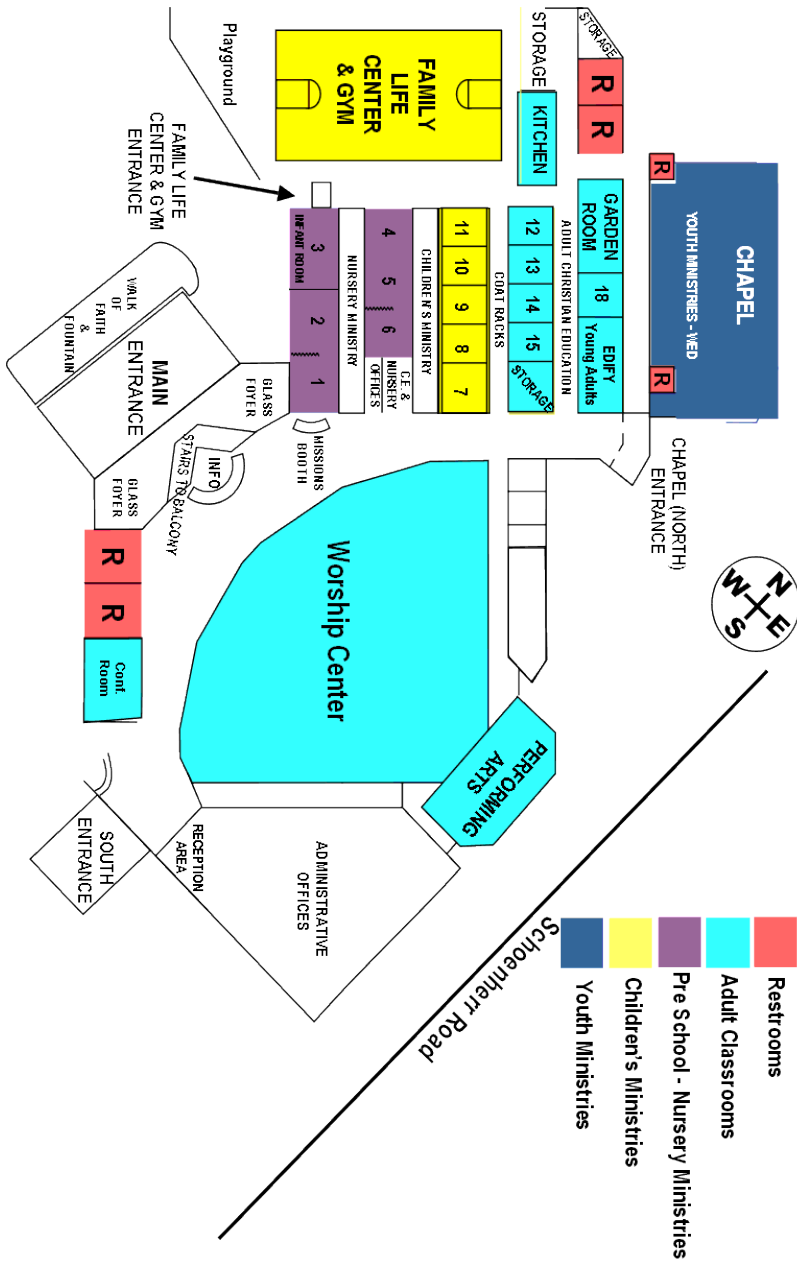 STORAGE
R
R
KITCHEN
STORAGE
FAMILY
LIFE
CENTER
& GYM
Playground
FAMILY LIFE
CENTER & GYM
ENTRANCE
R
CHAPEL
YOUTH MINISTRIES - WED
R
GARDEN
ROOM
18
EDIFY
Young Adults
ADULT CHRISTIAN EDUCATION
12
13
14
15
STORAGE
COAT RACKS
11
10
9
8
7
CHILDREN'S MINISTRY
4
5
6
C.E. &
NURSERY
OFFICES
NURSERY MINISTRY
3
INFANT ROOM
2
1
WALK
OF
FAITH
&
FOUNTAIN
MAIN
ENTRANCE
GLASS
FOYER
GLASS
FOYER
STAIRS TO BALCONY
INFO
MISSIONS
BOOTH
CHAPEL (NORTH)
ENTRANCE
N
E
W
S
Worship Center
R
R
Conf.
Room
PERFORMING
ARTS
SOUTH
ENTRANCE
RECEPTION
AREA
ADMINISTRATIVE
OFFICES
Schoenherr Road
Restrooms
Adult Classrooms
Pre School - Nursery Ministries
Children's Ministries
Youth Ministries